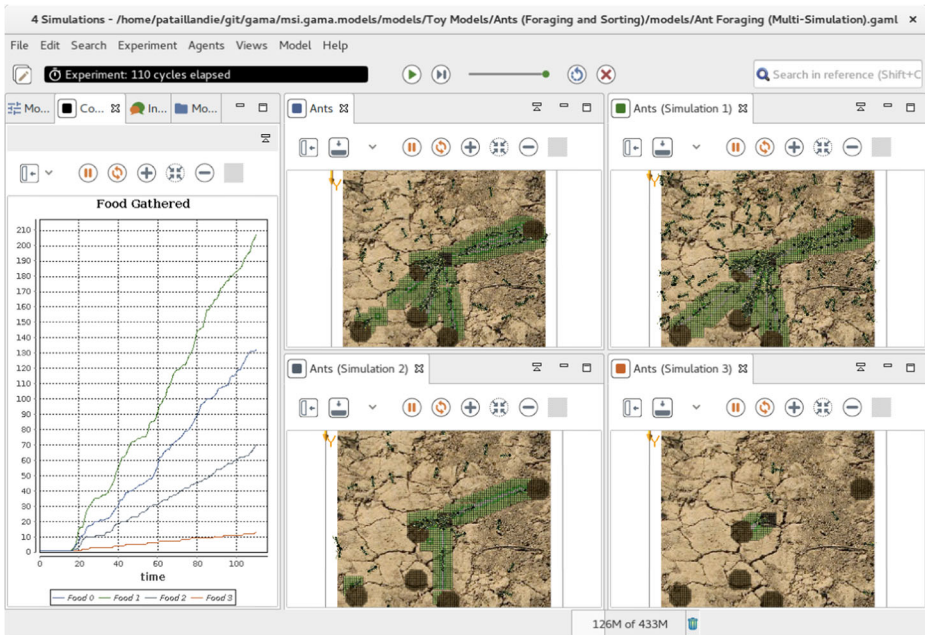 4 Simulations - /home/pataillandie/git/gama/msi.gama.models/models/Toy Models/Ants (Foraging and Sorting)/models/Ant Foraging (Multi-Simulation).gaml
File Edit Search Experiment Agents Views Model Help
Experiment: 110 cycles elapsed
Search in reference (Shift+C
Mo... Co... In... Mo...
Ants
Ants (Simulation 1)
Food Gathered
210
200
190
180
170
160
150
140
130
120
110
100
90
80
70
60
50
40
30
20
10
0
0 20 40 60 80 100
time
Food 0 Food 1 Food 2 Food 3
Y
Y
Ants (Simulation 2)
Ants (Simulation 3)
Y
Y
126M of 433M